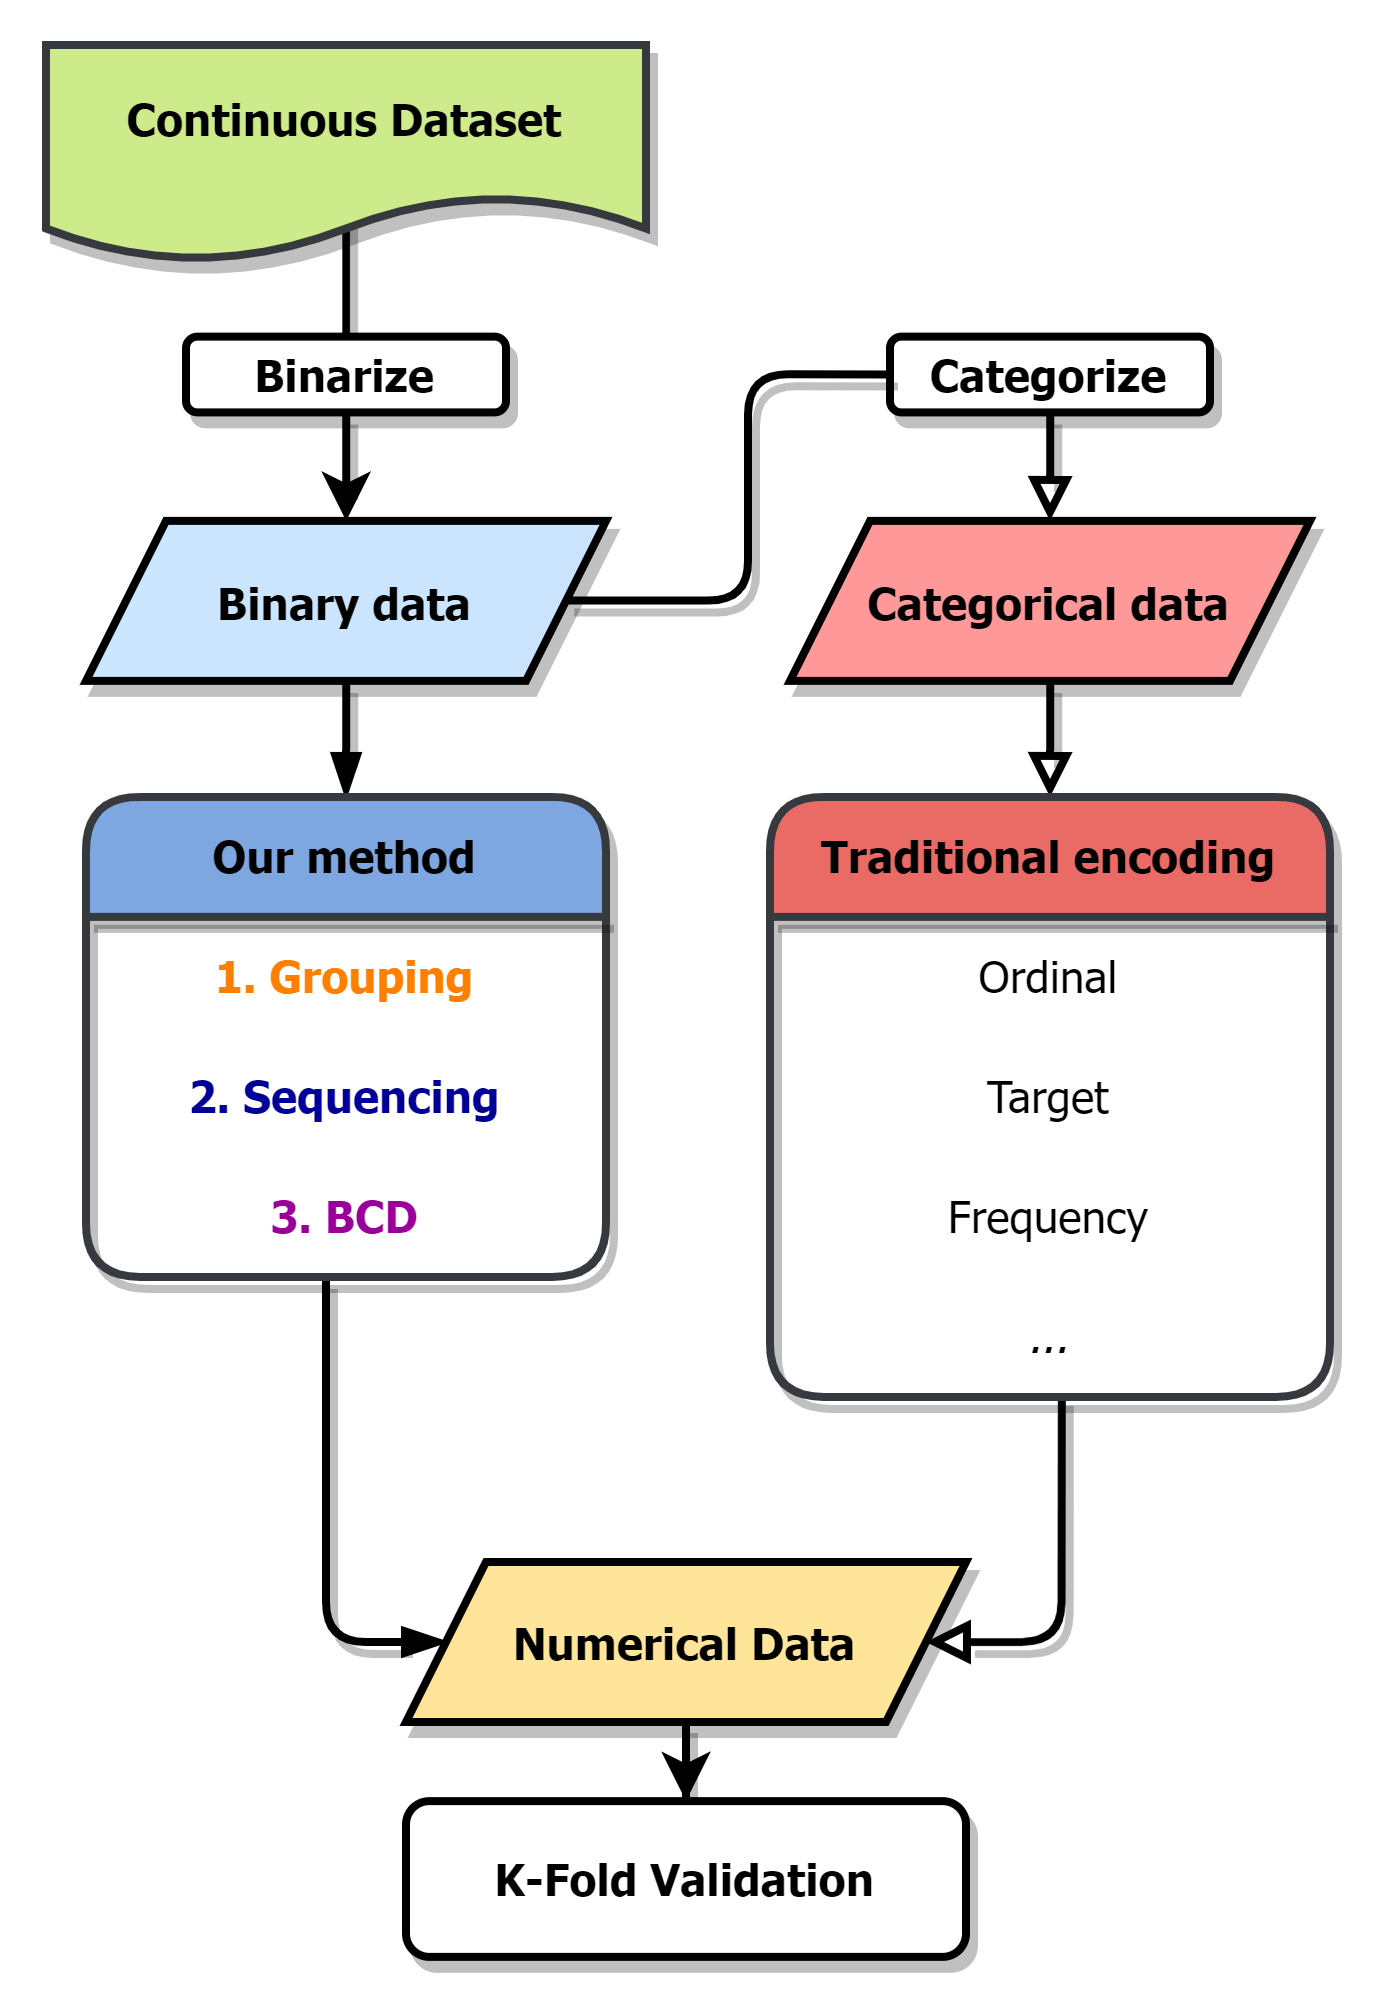 Continuous Dataset
Binarize
Categorize
Binary data
Categorical data
Our method
1. Grouping
2. Sequencing
3. BCD
Traditional encoding
Ordinal
Target
Frequency
...
Numerical Data
K-Fold Validation